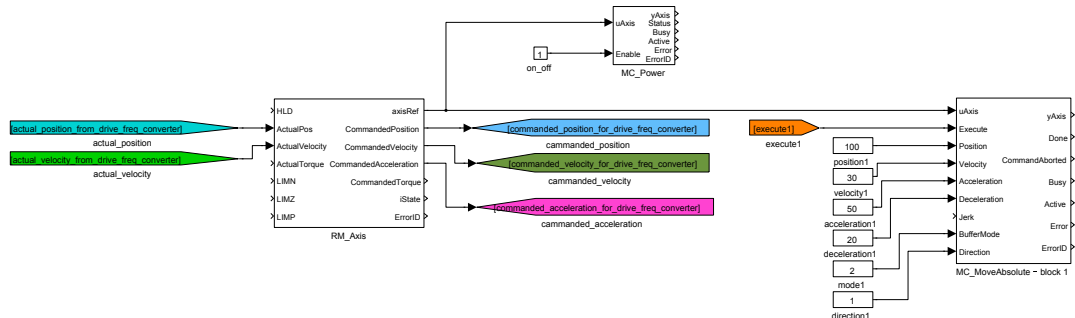 uAxis
Enable
yAxis
Status
Busy
Active
Error
ErrorID
MC_Power
1
on_off
HLD
ActualPos
ActualVelocity
ActualTorque
LIMN
LIMZ
LIMP
axisRef
CommandedPosition
CommandedVelocity
CommandedAcceleration
CommandedTorque
iState
ErrorID
RM_Axis
[actual_position_from_drive_freq_converter]
actual_position
[actual_velocity_from_drive_freq_converter]
actual_velocity
[commanded_position_for_drive_freq_converter]
cammanded_position
[commanded_velocity_for_drive_freq_converter]
cammanded_velocity
[commanded_acceleration_for_drive_freq_converter]
cammanded_acceleration
[execute1]
execute1
100
position1
30
velocity1
50
acceleration1
20
deceleration1
2
mode1
1
direction1
uAxis
Execute
Position
Velocity
Acceleration
Deceleration
Jerk
BufferMode
Direction
yAxis
Done
CommandAborted
Busy
Active
Error
ErrorID
MC_MoveAbsolute − block 1